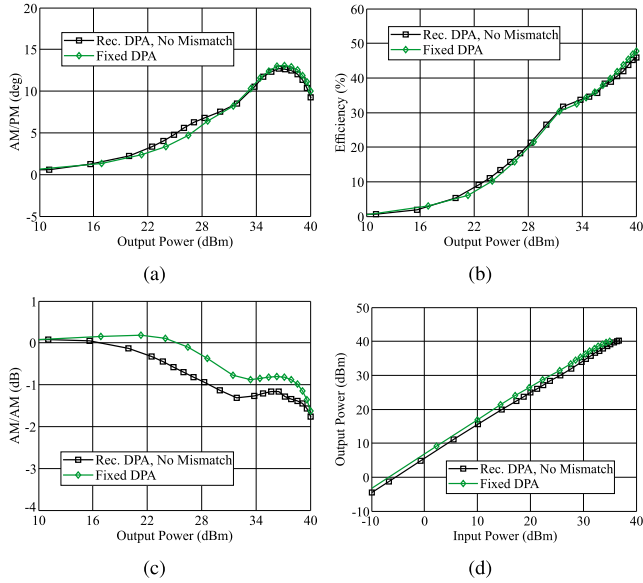 20
15
10
5
0
-5
AM/PM (deg)
Rec. DPA, No Mismatch
Fixed DPA
10 16 22 28 34 40
Output Power (dBm)
(a)
60
50
40
30
20
10
0
Efficiency (%)
Rec. DPA, No Mismatch
Fixed DPA
10 16 22 28 34 40
Output Power (dBm)
(b)
1
0
-1
-2
-3
-4
AM/AM (dB)
Rec. DPA, No Mismatch
Fixed DPA
10 16 22 28 34 40
Output Power (dBm)
(c)
50
40
30
20
10
0
-10
Output Power (dBm)
Rec. DPA, No Mismatch
Fixed DPA
-10 0 10 20 30 40
Input Power (dBm)
(d)